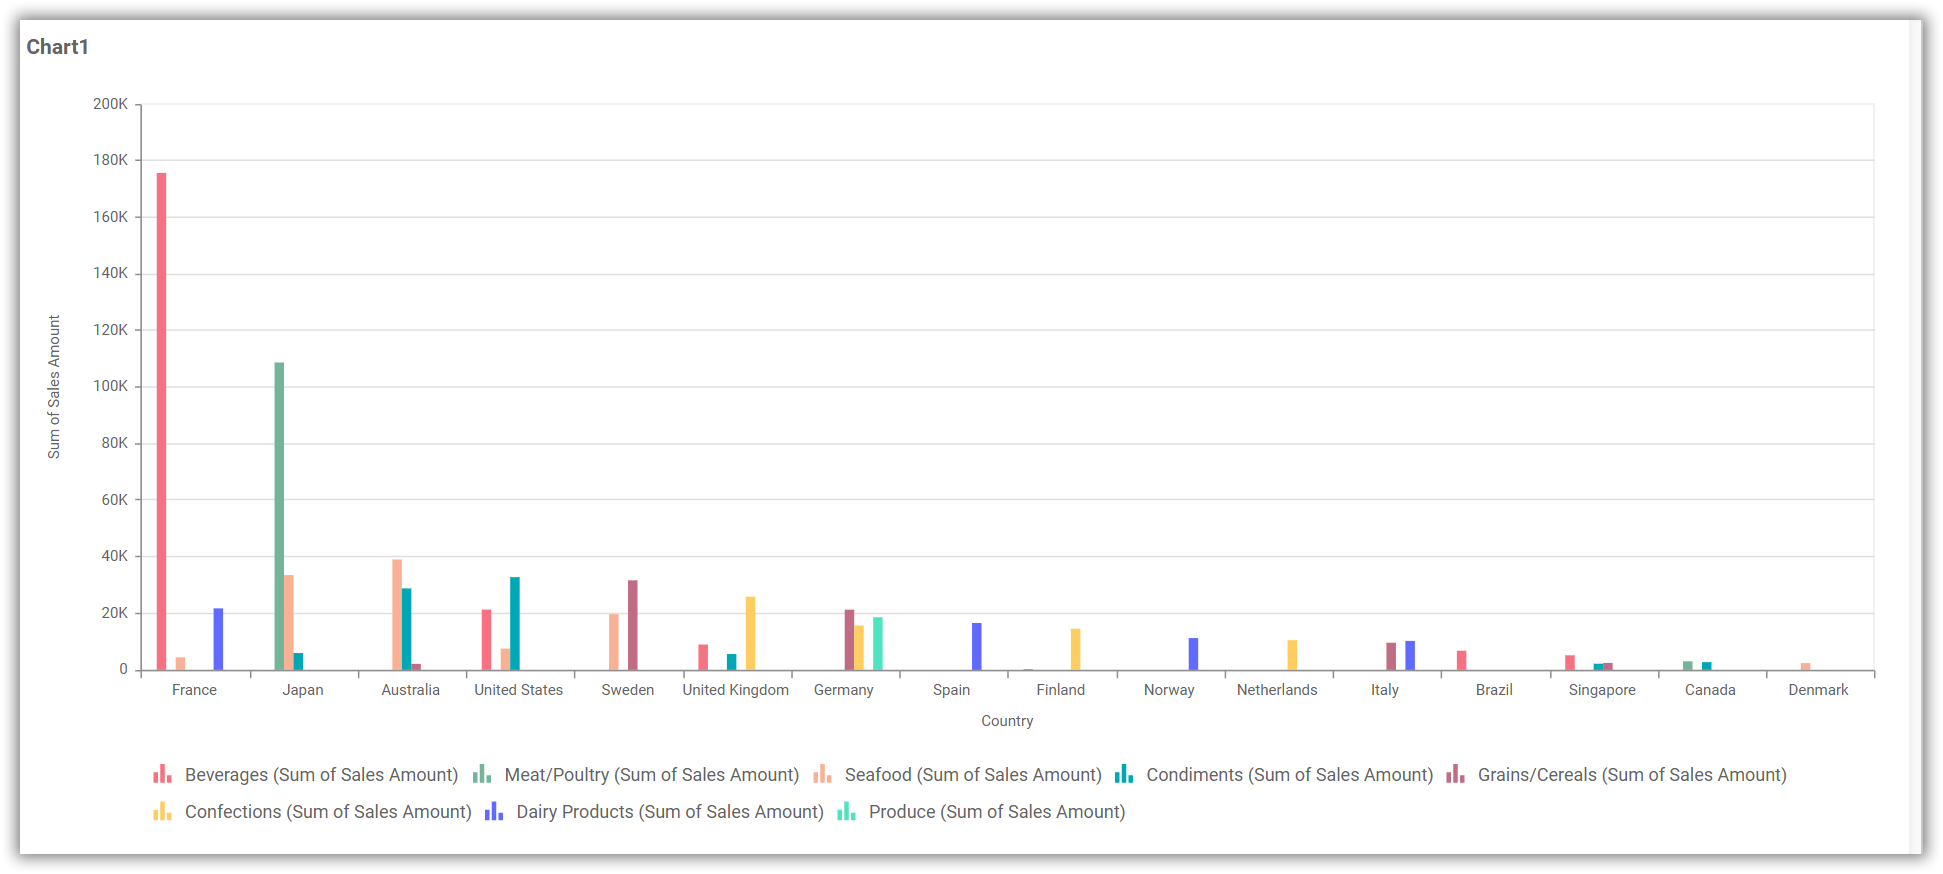 Chart1
200K
180K
160K
140K
120K
100K
80K
60K
40K
20K
0
Sum of Sales Amount
France Japan Australia United States Sweden United Kingdom Germany Spain Finland Norway Netherlands Italy Brazil Singapore Canada Denmark
Country
Beverages (Sum of Sales Amount) Meat/Poultry (Sum of Sales Amount) Seafood (Sum of Sales Amount) Condiments (Sum of Sales Amount) Grains/Cereals (Sum of Sales Amount)
Confections (Sum of Sales Amount) Dairy Products (Sum of Sales Amount) Produce (Sum of Sales Amount)